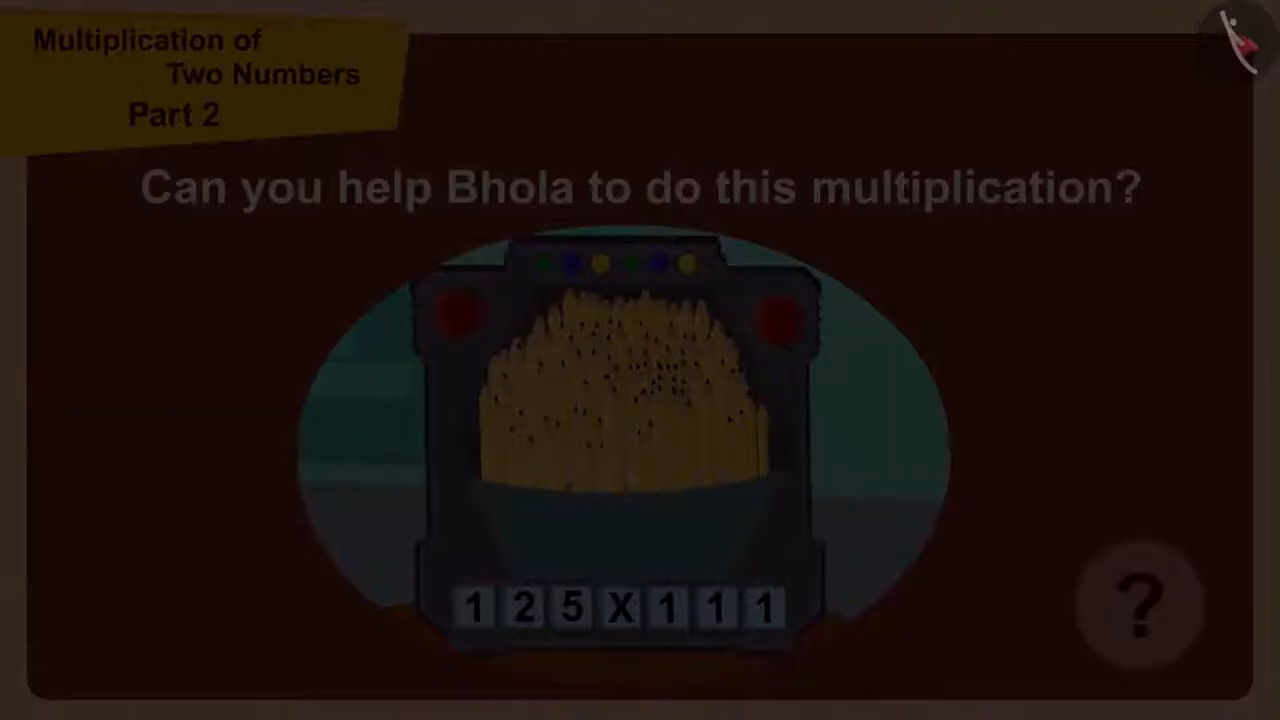 Multiplication of
Two Numbers
Part 2
Can you help Bhola to do this multiplication?
1 2 5 X 1 1 1
?